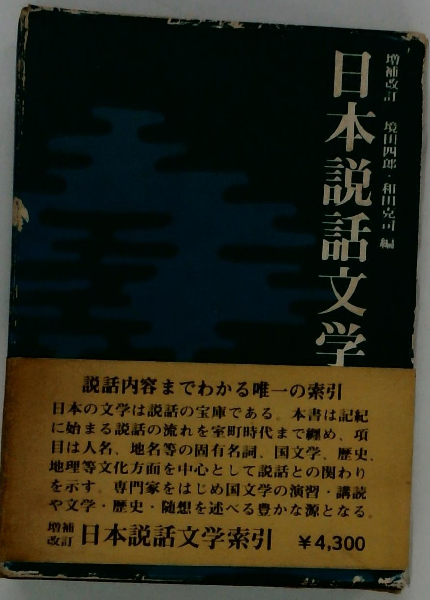 増補改訂 境田四郎・和田克司 編
日本説話文学
説話内容までわかる唯一の索引
日本の文学は説話の宝庫である。本書は記紀
に始まる説話の流れを室町時代まで纏め、項
目は人名、地名等の固有名詞、国文学、歴史、
地理等文化方面を中心として説話との関わり
を示す。専門家をはじめ国文学の演習・講読
や文学・歴史・随想を述べる豊かな源となる。
増補
改訂 日本説話文学索引 ¥4,300